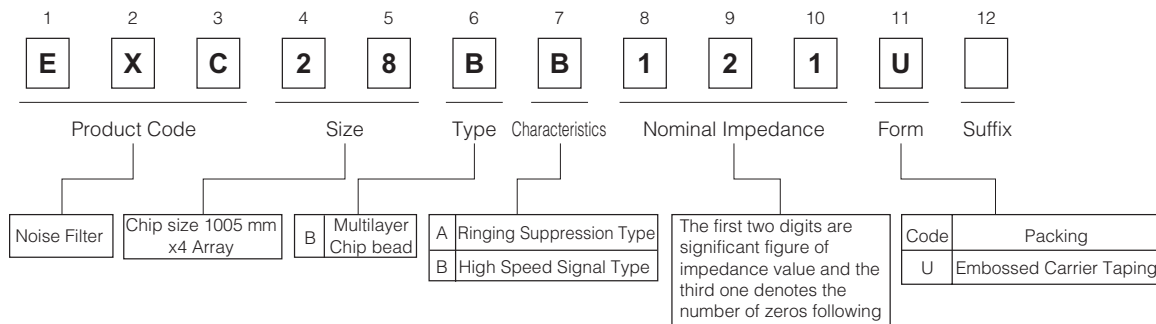 1 2 3 4 5 6 7 8 9 10 11 12
E X C 2 8 B B 1 2 1 U
Product Code Size Type Characteristics Nominal Impedance Form Suffix
Noise Filter
Chip size 1005 mm
x4 Array
B Multilayer
Chip bead
A Ringing Suppression Type
B High Speed Signal Type
The first two digits are
significant figure of
impedance value and the
third one denotes the
number of zeros following
Code Packing
U Embossed Carrier Taping